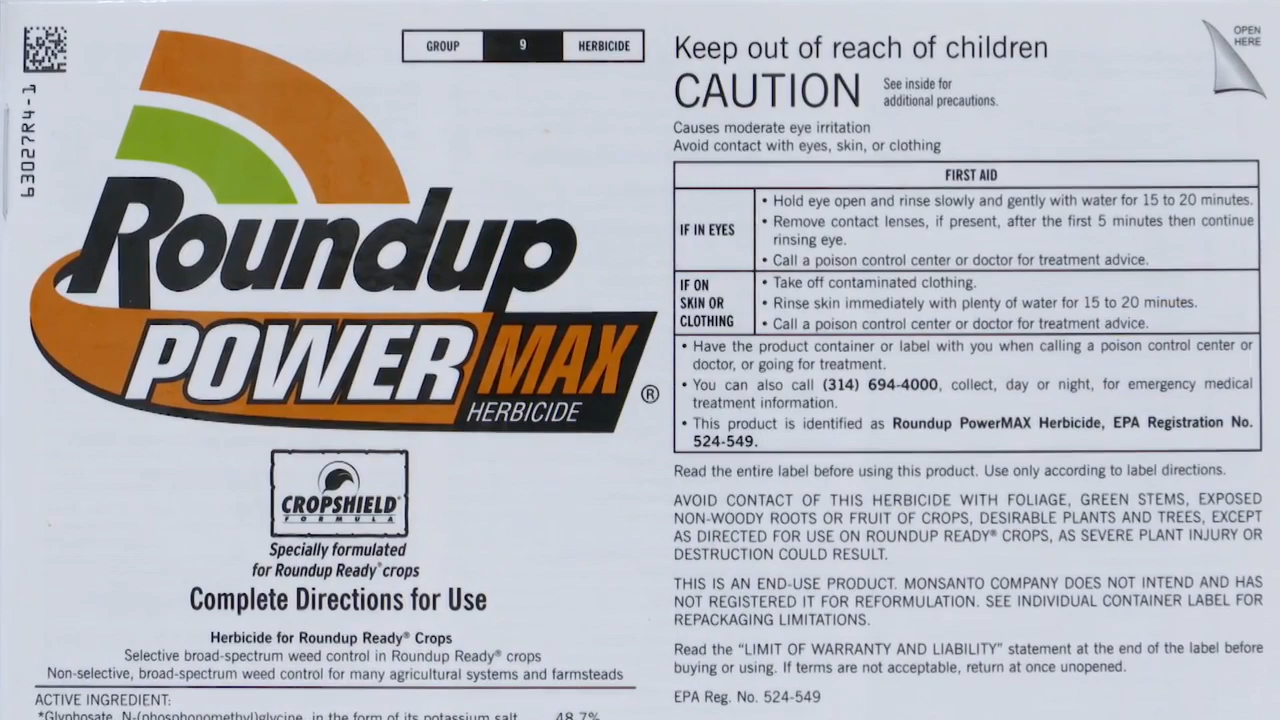 63027R4-1
GROUP 9 HERBICIDE
Roundup
POWERMAX
HERBICIDE
®
CROPSHIELD®
FORMULA
Specially formulated
for Roundup Ready® crops
Complete Directions for Use
Herbicide for Roundup Ready® Crops
Selective broad-spectrum weed control in Roundup Ready® crops
Non-selective, broad-spectrum weed control for many agricultural systems and farmsteads
ACTIVE INGREDIENT:
*Glyphosate, N-(phosphonomethyl)glycine, in the form of its potassium salt 48.7%
OPEN
HERE
Keep out of reach of children
CAUTION
See inside for
additional precautions.
Causes moderate eye irritation
Avoid contact with eyes, skin, or clothing
FIRST AID
IF IN EYES
• Hold eye open and rinse slowly and gently with water for 15 to 20 minutes.
• Remove contact lenses, if present, after the first 5 minutes then continue
rinsing eye.
• Call a poison control center or doctor for treatment advice.
IF ON
SKIN OR
CLOTHING
• Take off contaminated clothing.
• Rinse skin immediately with plenty of water for 15 to 20 minutes.
• Call a poison control center or doctor for treatment advice.
• Have the product container or label with you when calling a poison control center or
doctor, or going for treatment.
• You can also call (314) 694-4000, collect, day or night, for emergency medical
treatment information.
• This product is identified as Roundup PowerMAX Herbicide, EPA Registration No.
524-549.
Read the entire label before using this product. Use only according to label directions.
AVOID CONTACT OF THIS HERBICIDE WITH FOLIAGE, GREEN STEMS, EXPOSED
NON-WOODY ROOTS OR FRUIT OF CROPS, DESIRABLE PLANTS AND TREES, EXCEPT
AS DIRECTED FOR USE ON ROUNDUP READY® CROPS, AS SEVERE PLANT INJURY OR
DESTRUCTION COULD RESULT.
THIS IS AN END-USE PRODUCT. MONSANTO COMPANY DOES NOT INTEND AND HAS
NOT REGISTERED IT FOR REFORMULATION. SEE INDIVIDUAL CONTAINER LABEL FOR
REPACKAGING LIMITATIONS.
Read the “LIMIT OF WARRANTY AND LIABILITY” statement at the end of the label before
buying or using. If terms are not acceptable, return at once unopened.
EPA Reg. No. 524-549